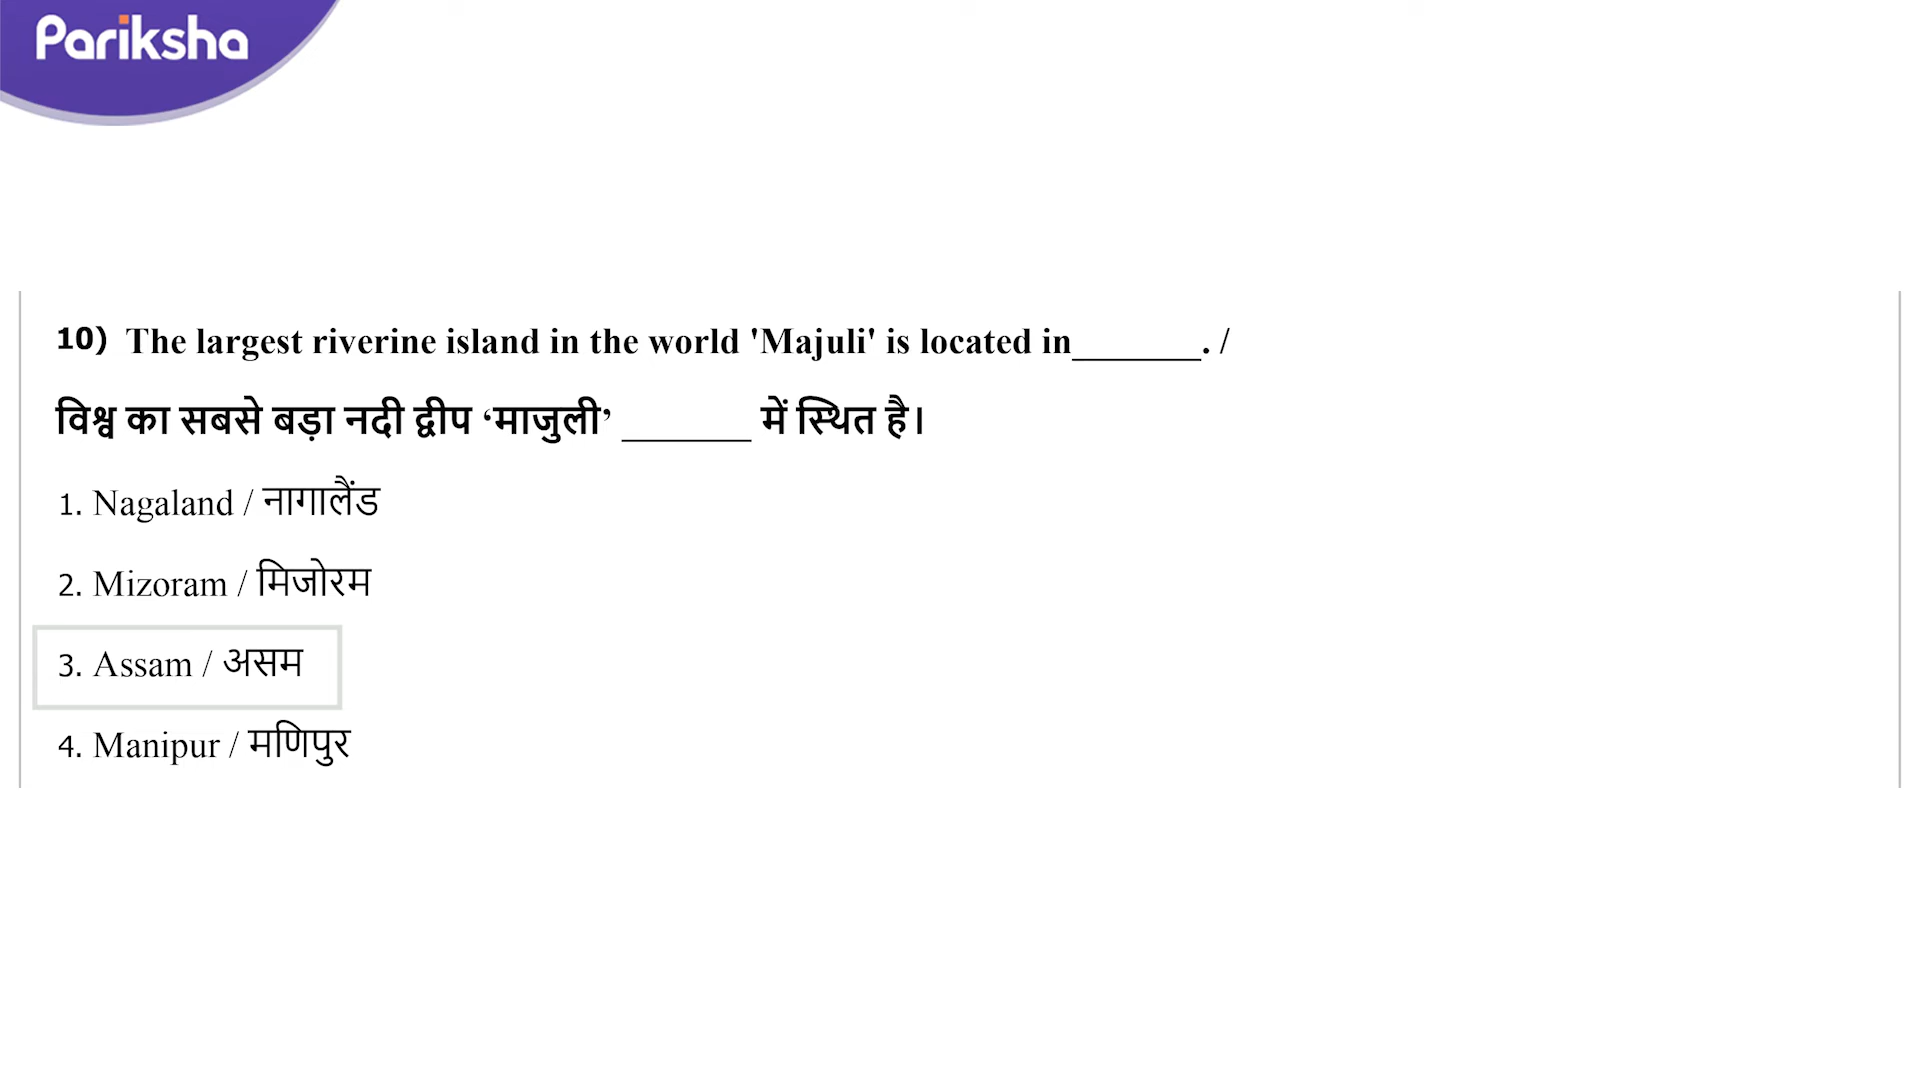 Pariksha
10) The largest riverine island in the world 'Majuli' is located in_______. /
विश्व का सबसे बड़ा नदी द्वीप ‘माजुली’ _______ में स्थित है।
1. Nagaland / नागालैंड
2. Mizoram / मिजोरम
3. Assam / असम
4. Manipur / मणिपुर